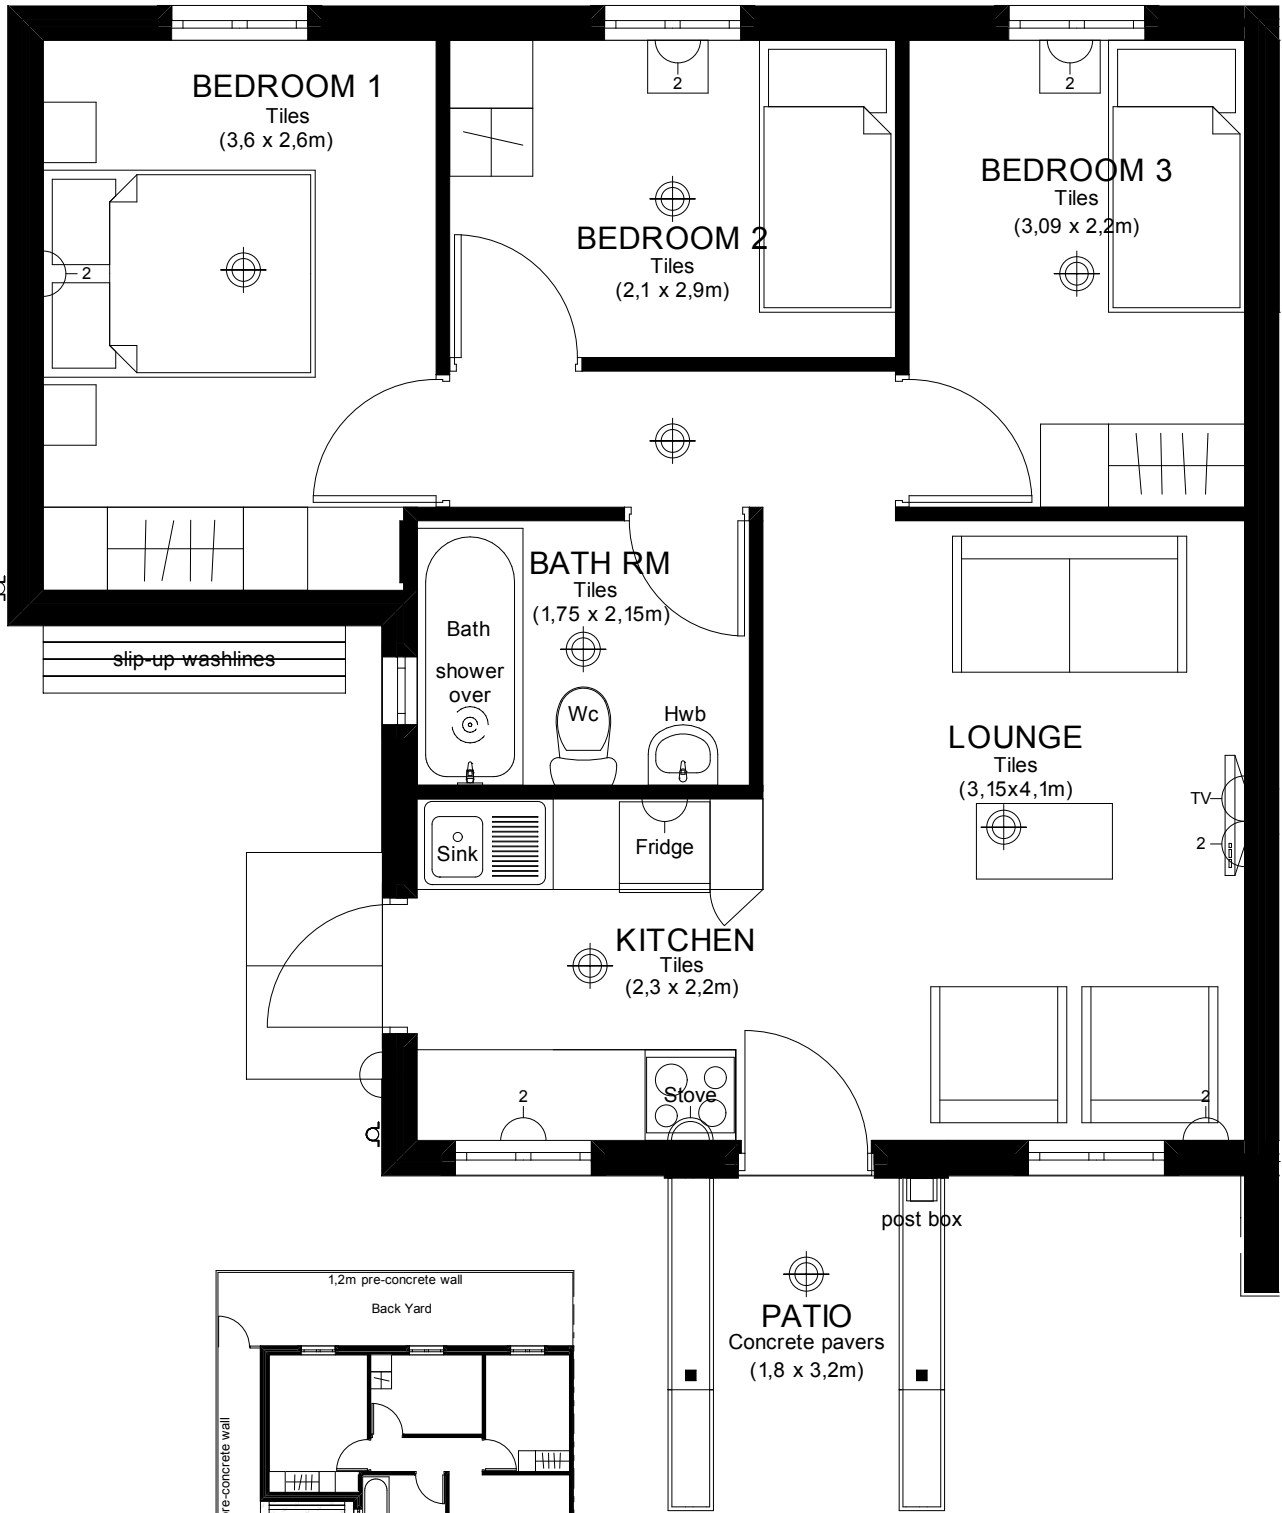 BEDROOM 1
Tiles
(3,6 x 2,6m)
2
2
BEDROOM 2
Tiles
(2,1 x 2,9m)
2
BEDROOM 3
Tiles
(3,09 x 2,2m)
BATH RM
Tiles
(1,75 x 2,15m)
Bath
shower
over
Wc
Hwb
slip-up washlines
LOUNGE
Tiles
(3,15x4,1m)
TV
2
Sink
Fridge
KITCHEN
Tiles
(2,3 x 2,2m)
2
Stove
2
post box
PATIO
Concrete pavers
(1,8 x 3,2m)
1,2m pre-concrete wall
Back Yard
re-concrete wall